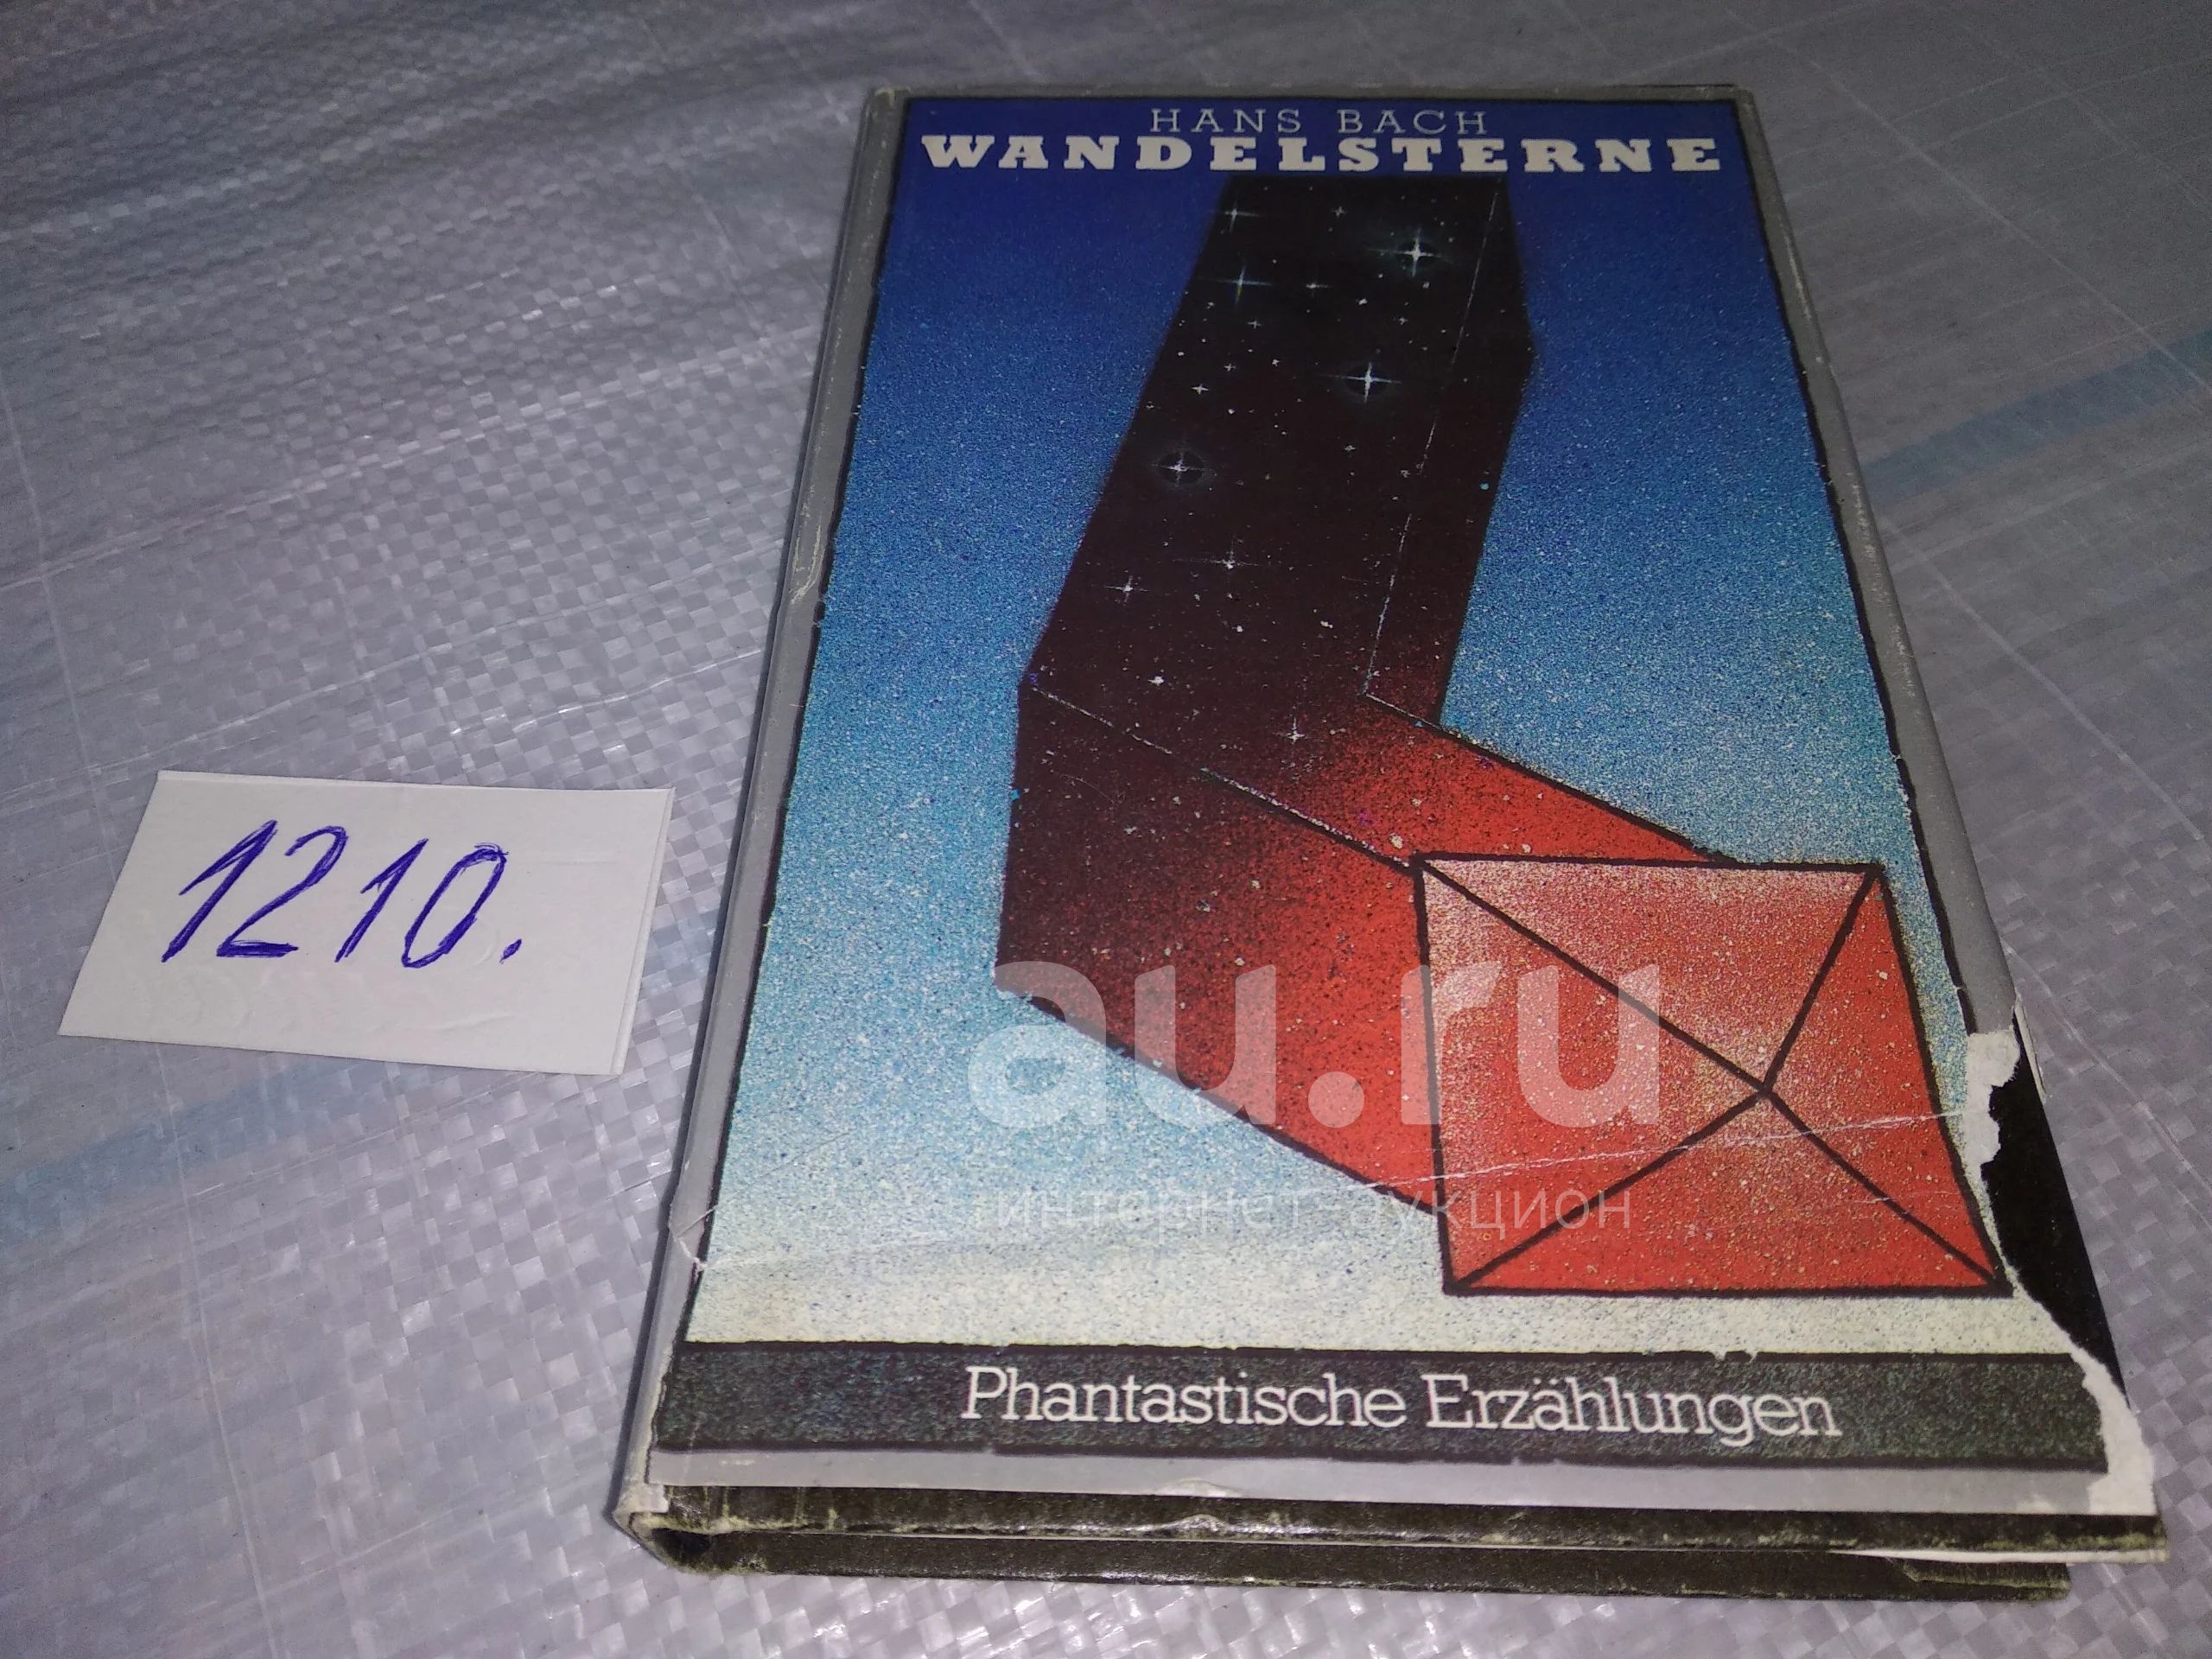 HANS BACH
WANDELSTERNE
1210.
au.ru
интернет-аукцион
Phantastische Erzählungen